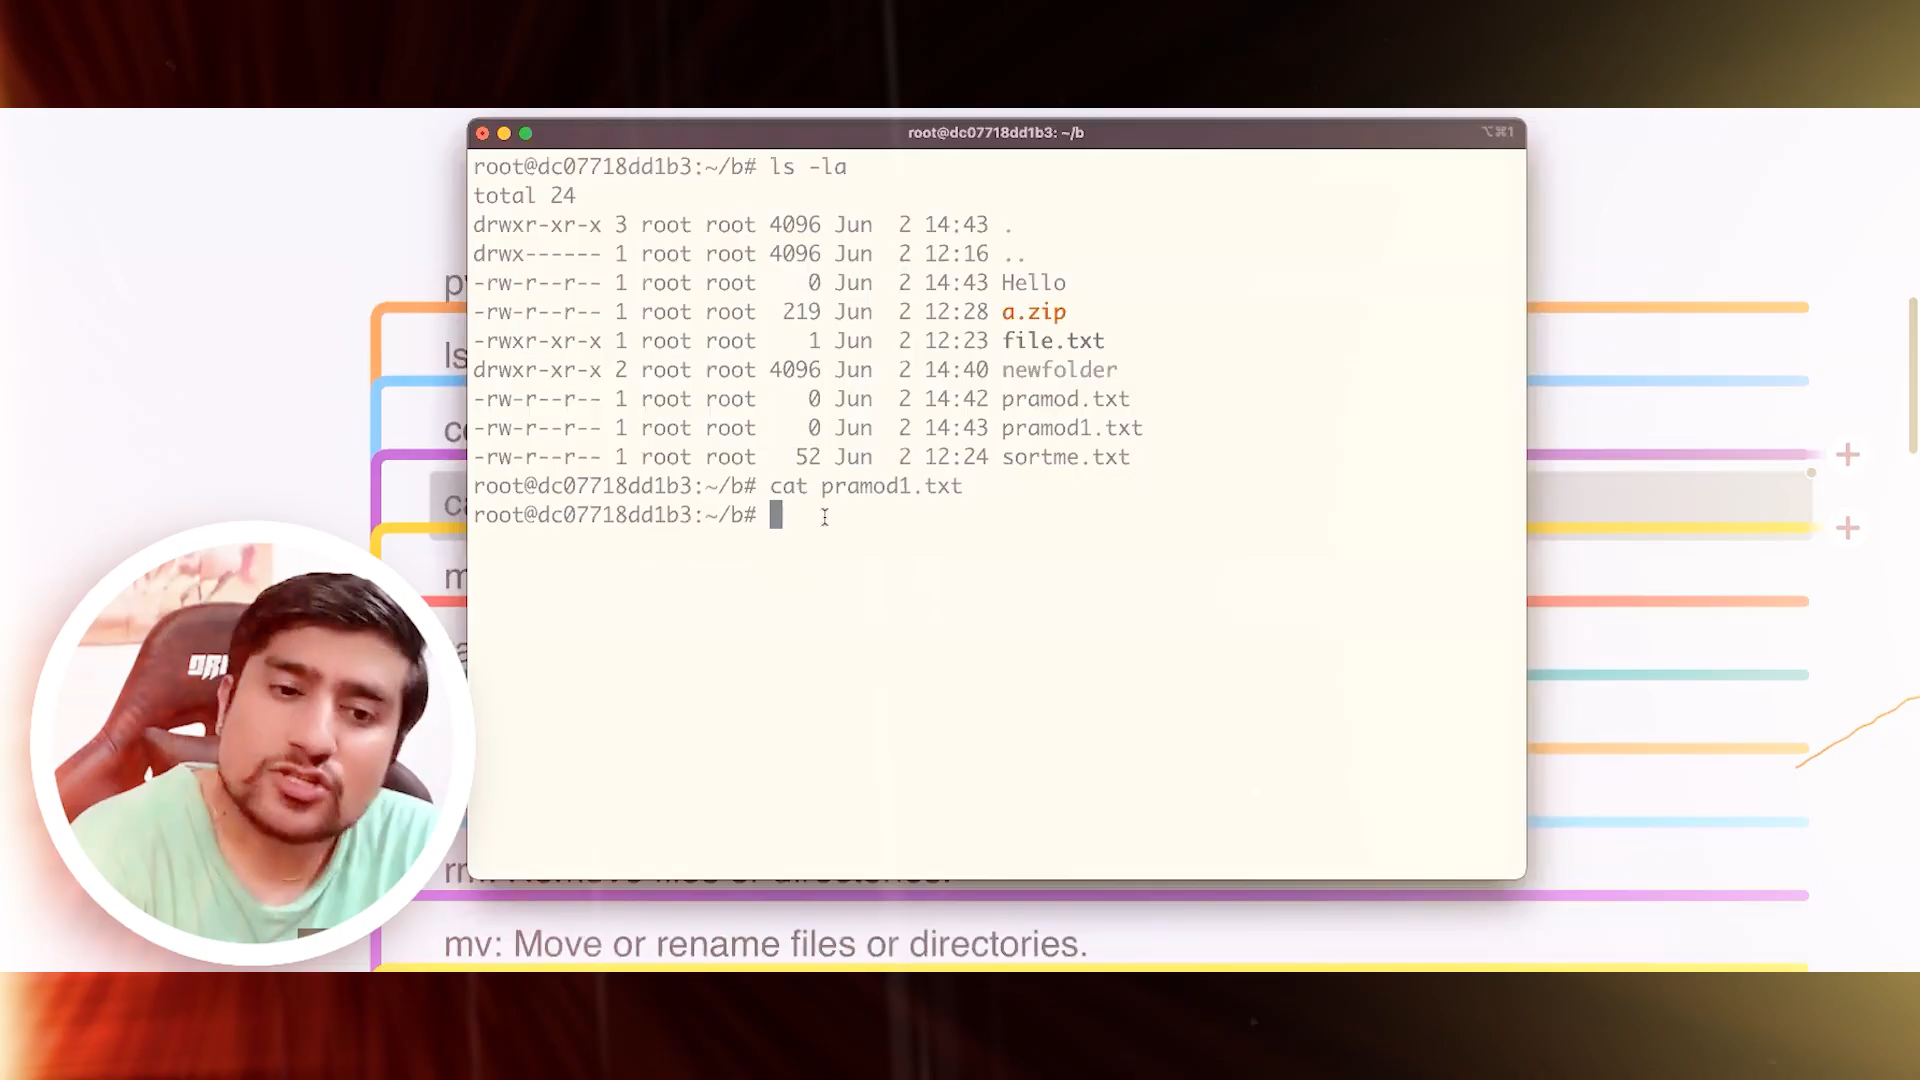 root@dc07718dd1b3: ~/b
⌥⌘1
root@dc07718dd1b3:~/b# ls -la
total 24
drwxr-xr-x 3 root root 4096 Jun  2 14:43 .
drwx------ 1 root root 4096 Jun  2 12:16 ..
-rw-r--r-- 1 root root    0 Jun  2 14:43 Hello
-rw-r--r-- 1 root root  219 Jun  2 12:28 a.zip
-rwxr-xr-x 1 root root    1 Jun  2 12:23 file.txt
drwxr-xr-x 2 root root 4096 Jun  2 14:40 newfolder
-rw-r--r-- 1 root root    0 Jun  2 14:42 pramod.txt
-rw-r--r-- 1 root root    0 Jun  2 14:43 pramod1.txt
-rw-r--r-- 1 root root   52 Jun  2 12:24 sortme.txt
root@dc07718dd1b3:~/b# cat pramod1.txt
root@dc07718dd1b3:~/b#
ls
mv: Move or rename files or directories.